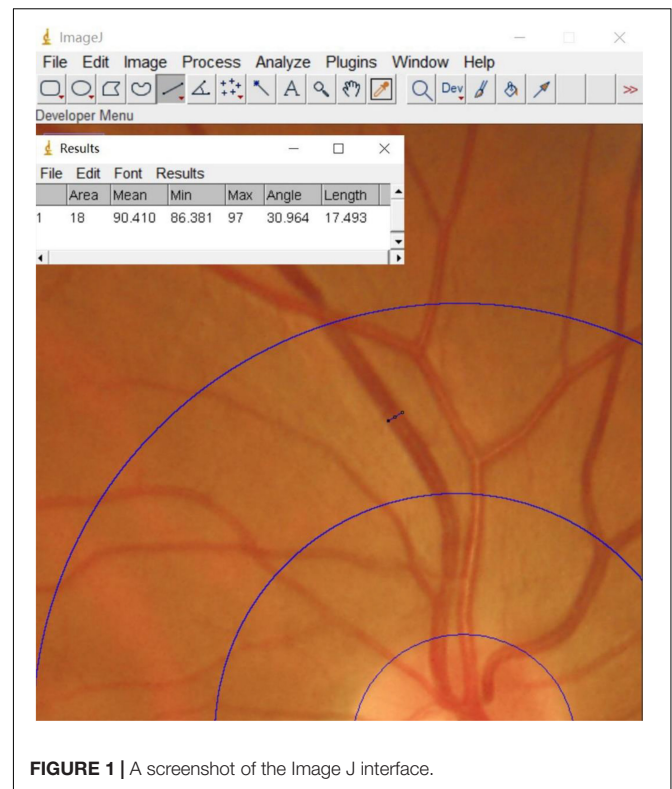 ImageJ
File Edit Image Process Analyze Plugins Window Help
A Dev >>
Developer Menu
Results
File Edit Font Results
Area Mean Min Max Angle Length
1 18 90.410 86.381 97 30.964 17.493
FIGURE 1 | A screenshot of the Image J interface.